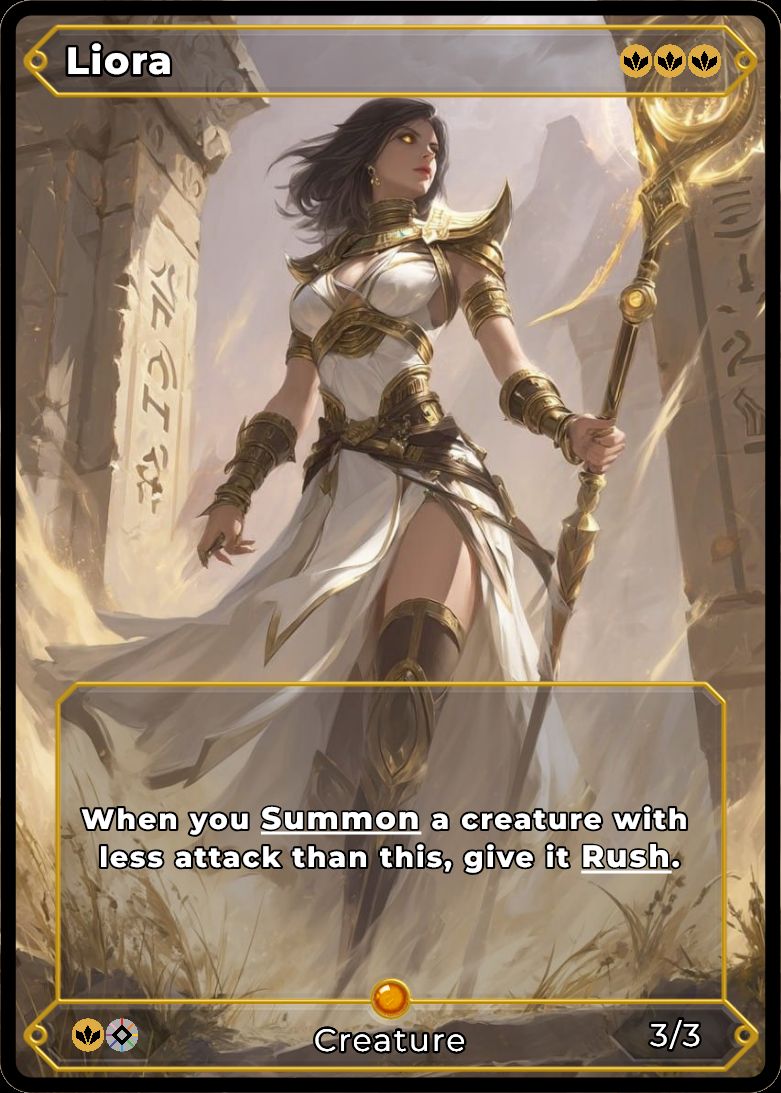 Liora
When you Summon a creature with
less attack than this, give it Rush.
Creature
3/3